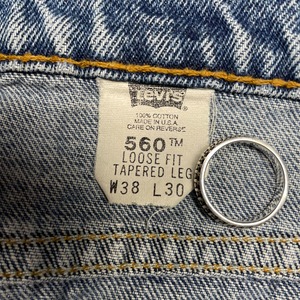 Levi's
100% COTTON
MADE IN U.S.A.
CARE ON REVERSE
560™
LOOSE FIT
TAPERED LEG
W38 L30